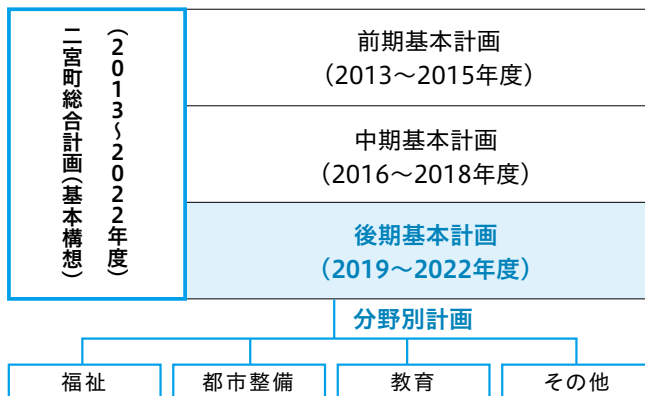 二宮町総合計画（基本構想）
（2013～2022年度）
前期基本計画
（2013～2015年度）
中期基本計画
（2016～2018年度）
後期基本計画
（2019～2022年度）
分野別計画
福祉
都市整備
教育
その他